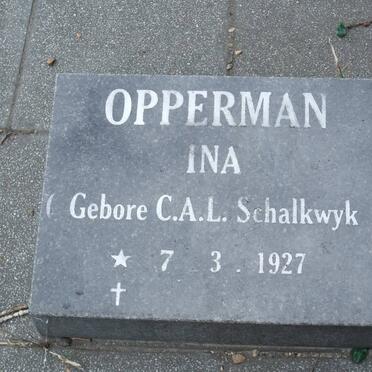 OPPERMAN
INA
( Gebore C.A.L. Schalkwyk
★ 7 . 3 . 1927
✝